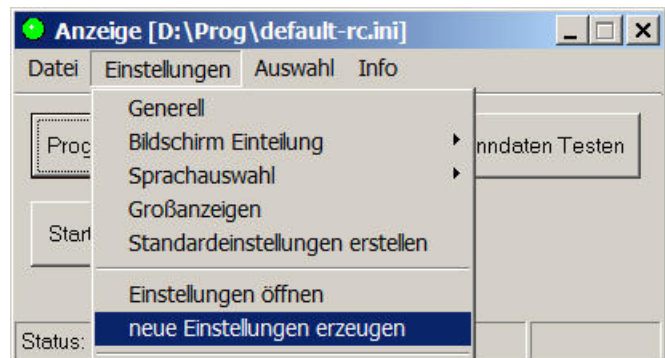 Anzeige [D:\Prog\default-rc.ini]
Datei Einstellungen Auswahl Info
Generell
Bildschirm Einteilung
Sprachauswahl
Großanzeigen
Standardeinstellungen erstellen
Einstellungen öffnen
neue Einstellungen erzeugen
Testen
Status: